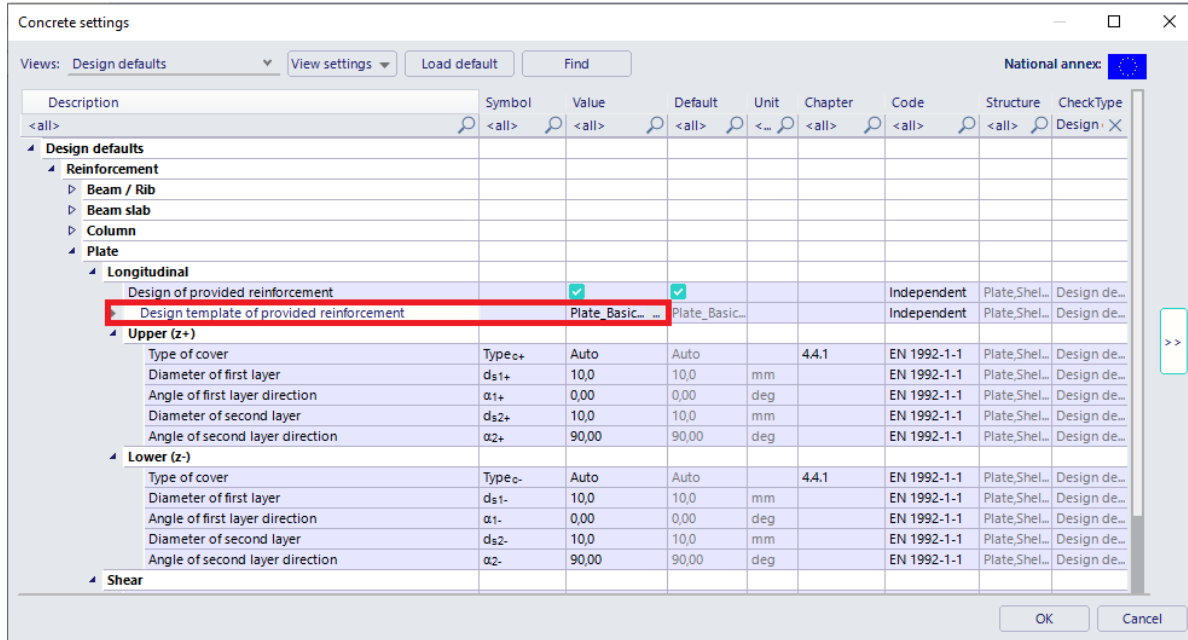 Concrete settings
Views: Design defaults View settings Load default Find National annex:
Description Symbol Value Default Unit Chapter Code Structure CheckType
<all> <all> <all> <all> <... <all> <all> <all> Design
Design defaults
Reinforcement
Beam / Rib
Beam slab
Column
Plate
Longitudinal
Design of provided reinforcement Independent Plate,Shel... Design de...
Design template of provided reinforcement Plate_Basic... ... Plate_Basic... Independent Plate,Shel... Design de...
Upper (z+)
Type of cover Typec+ Auto Auto 4.4.1 EN 1992-1-1 Plate,Shel... Design de...
Diameter of first layer ds1+ 10,0 10,0 mm EN 1992-1-1 Plate,Shel... Design de...
Angle of first layer direction α1+ 0,00 0,00 deg EN 1992-1-1 Plate,Shel... Design de...
Diameter of second layer ds2+ 10,0 10,0 mm EN 1992-1-1 Plate,Shel... Design de...
Angle of second layer direction α2+ 90,00 90,00 deg EN 1992-1-1 Plate,Shel... Design de...
Lower (z-)
Type of cover Typec- Auto Auto 4.4.1 EN 1992-1-1 Plate,Shel... Design de...
Diameter of first layer ds1- 10,0 10,0 mm EN 1992-1-1 Plate,Shel... Design de...
Angle of first layer direction α1- 0,00 0,00 deg EN 1992-1-1 Plate,Shel... Design de...
Diameter of second layer ds2- 10,0 10,0 mm EN 1992-1-1 Plate,Shel... Design de...
Angle of second layer direction α2- 90,00 90,00 deg EN 1992-1-1 Plate,Shel... Design de...
Shear
>>
OK Cancel